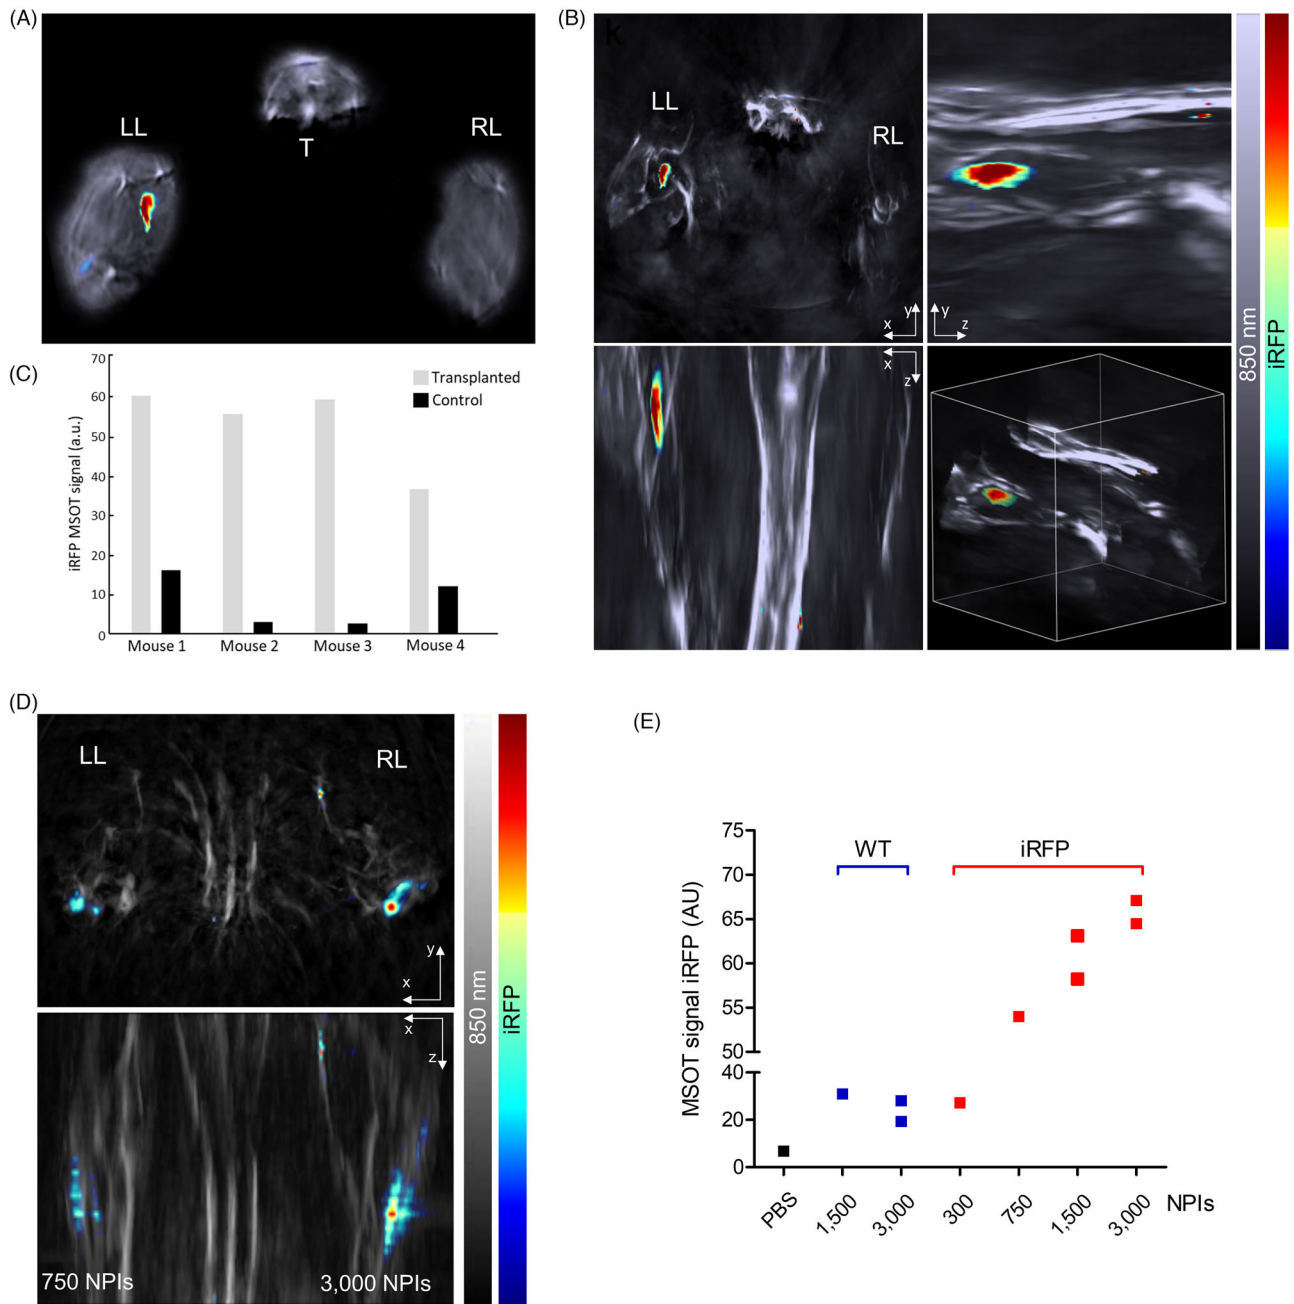 (A)
LL
T
RL
(B)
k
LL
RL
y
x
y
z
x
z
850 nm
iRFP
(C)
70
60
50
40
30
20
10
0
iRFP MSOT signal (a.u.)
Transplanted
Control
Mouse 1 Mouse 2 Mouse 3 Mouse 4
(D)
LL
RL
y
x
x
z
750 NPIs
3,000 NPIs
850 nm
iRFP
(E)
75
70
65
60
55
50
40
20
0
MSOT signal iRFP (AU)
WT
iRFP
PBS 1,500 3,000 300 750 1,500 3,000 NPIs